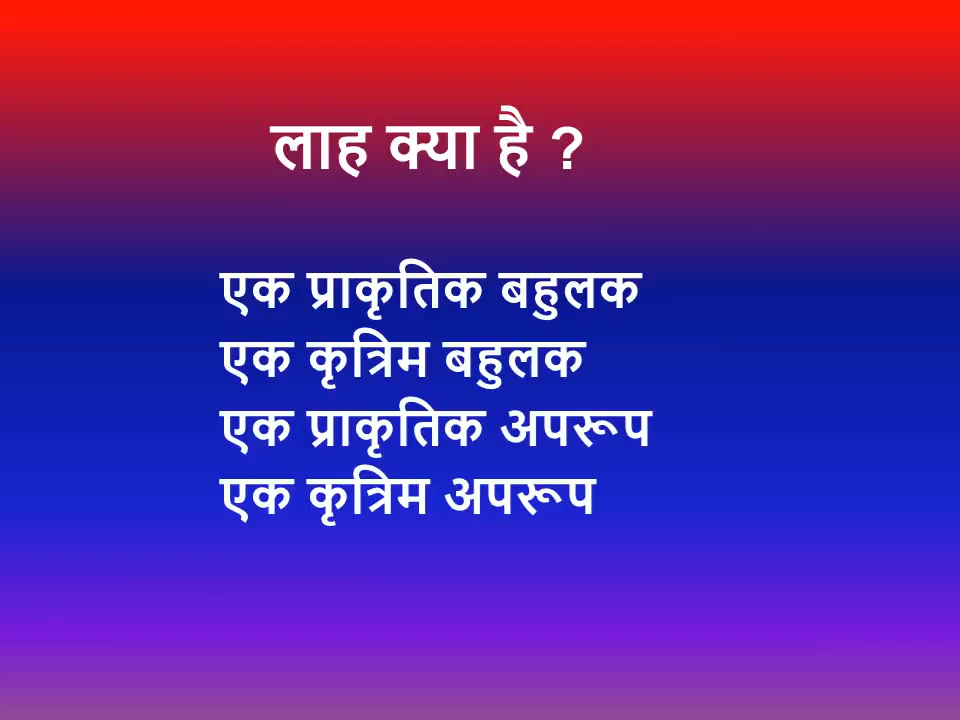 लाह क्या है ?
एक प्राकृतिक बहुलक
एक कृत्रिम बहुलक
एक प्राकृतिक अपरूप
एक कृत्रिम अपरूप